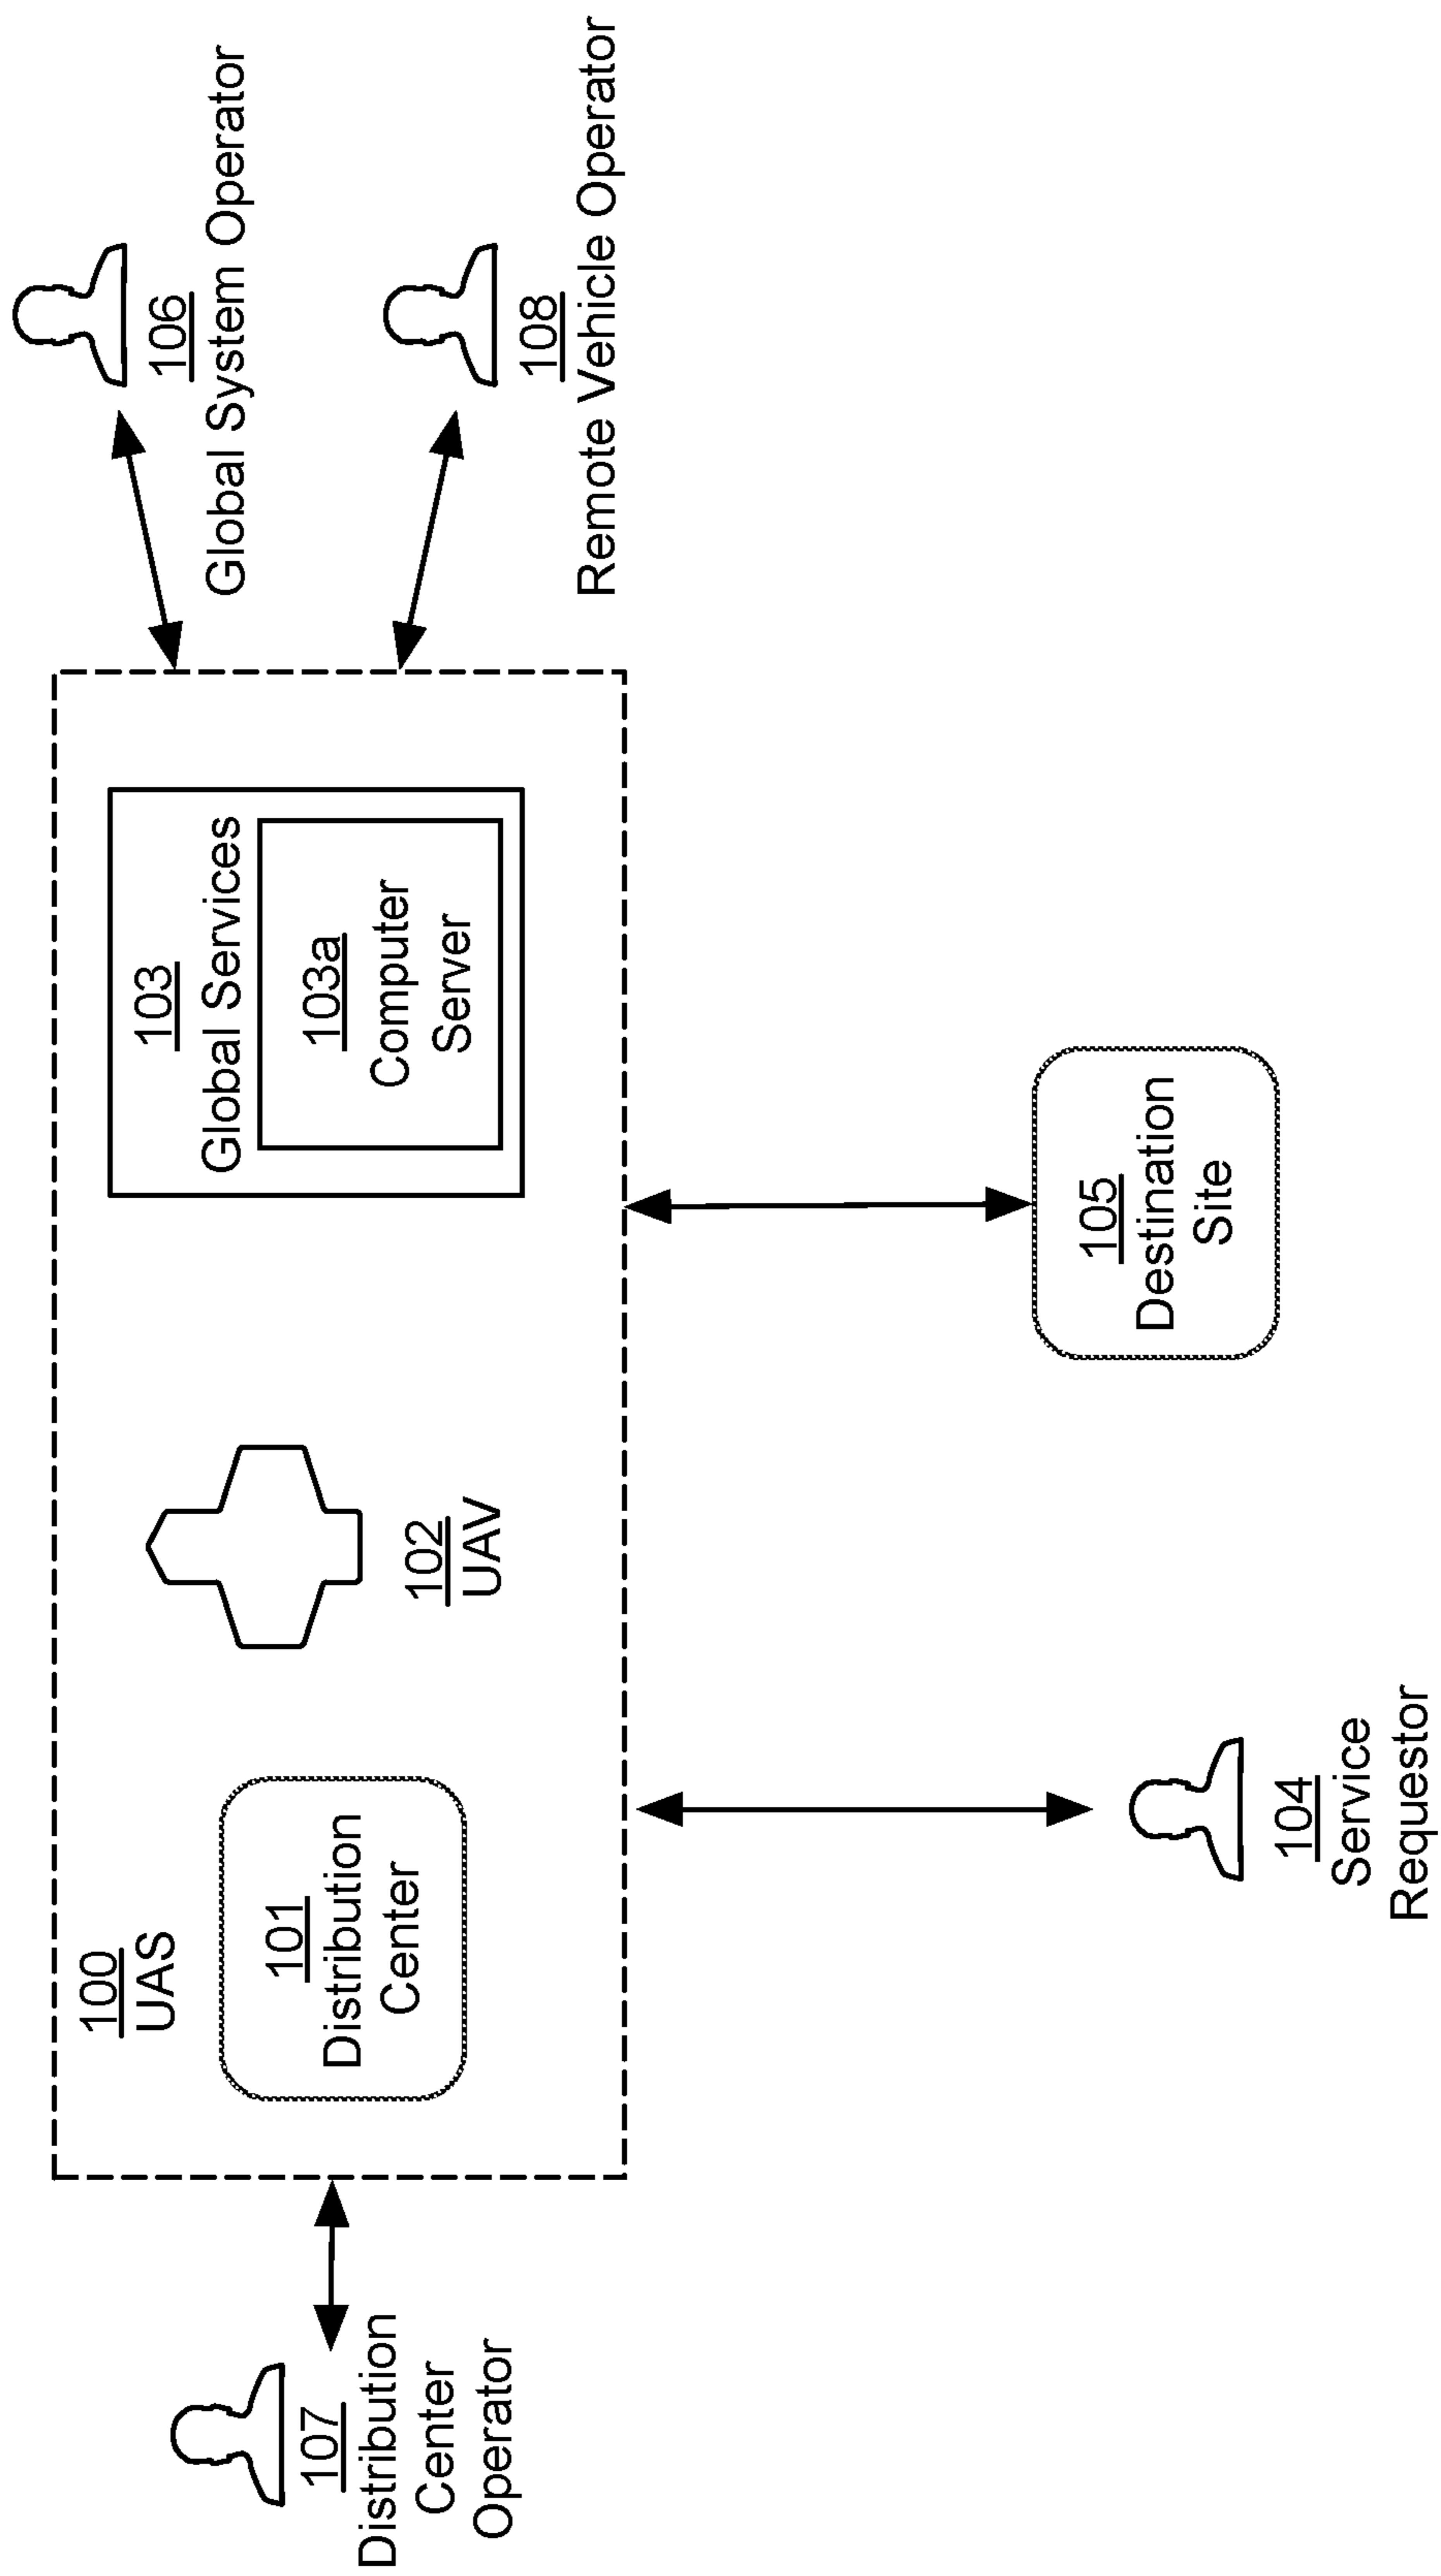 100
UAS
101
Distribution
Center
102
UAV
103
Global Services
103a
Computer
Server
106
Global System Operator
108
Remote Vehicle Operator
107
Distribution
Center
Operator
104
Service
Requestor
105
Destination
Site